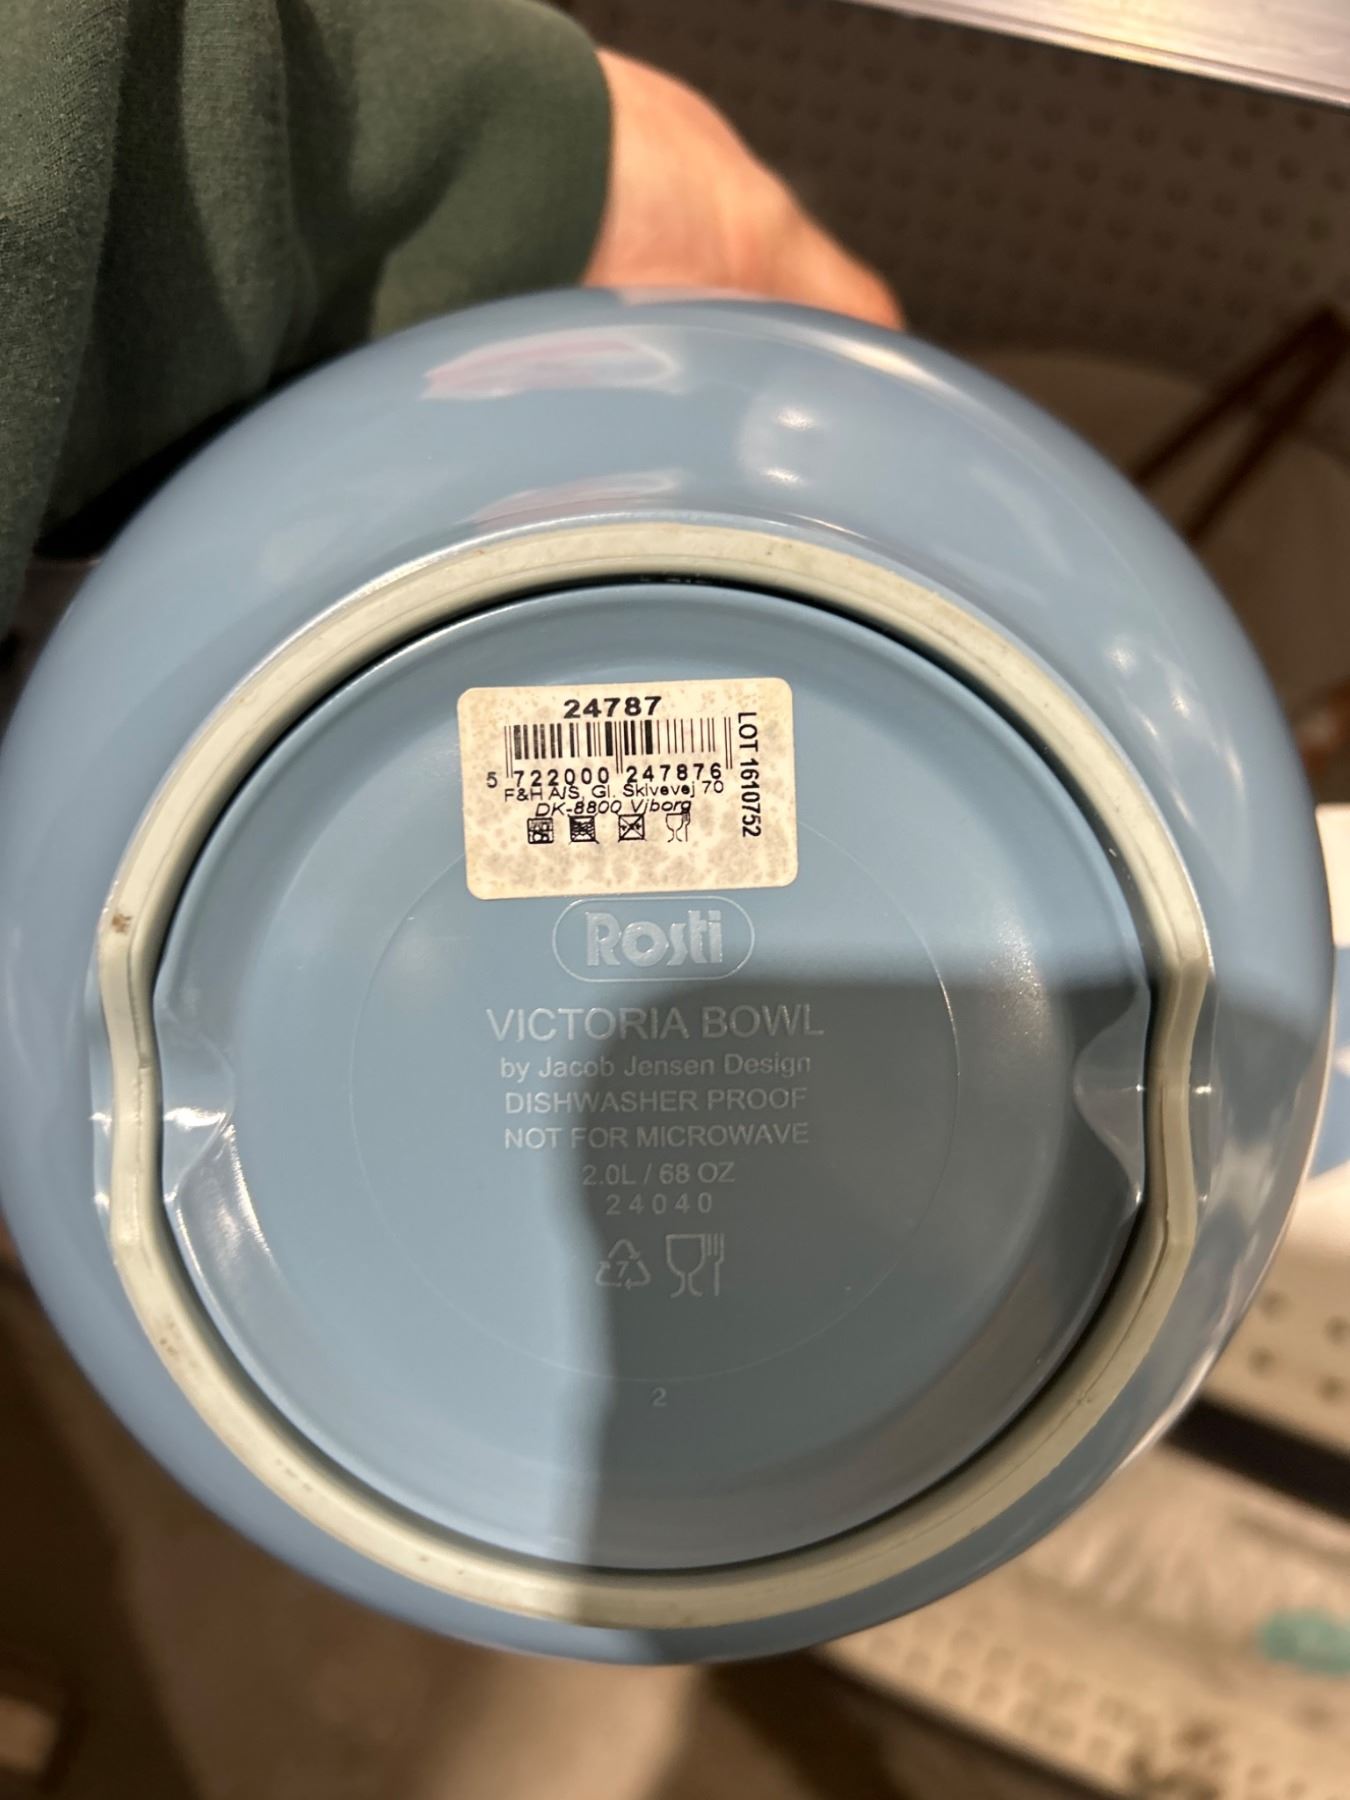 24787
5 722000 247876
F&H A/S, Gl. Skivevej 70
DK-8800 Viborg
LOT 1610752
Rosti
VICTORIA BOWL
by Jacob Jensen Design
DISHWASHER PROOF
NOT FOR MICROWAVE
2.0L / 68 OZ
24040
7
2